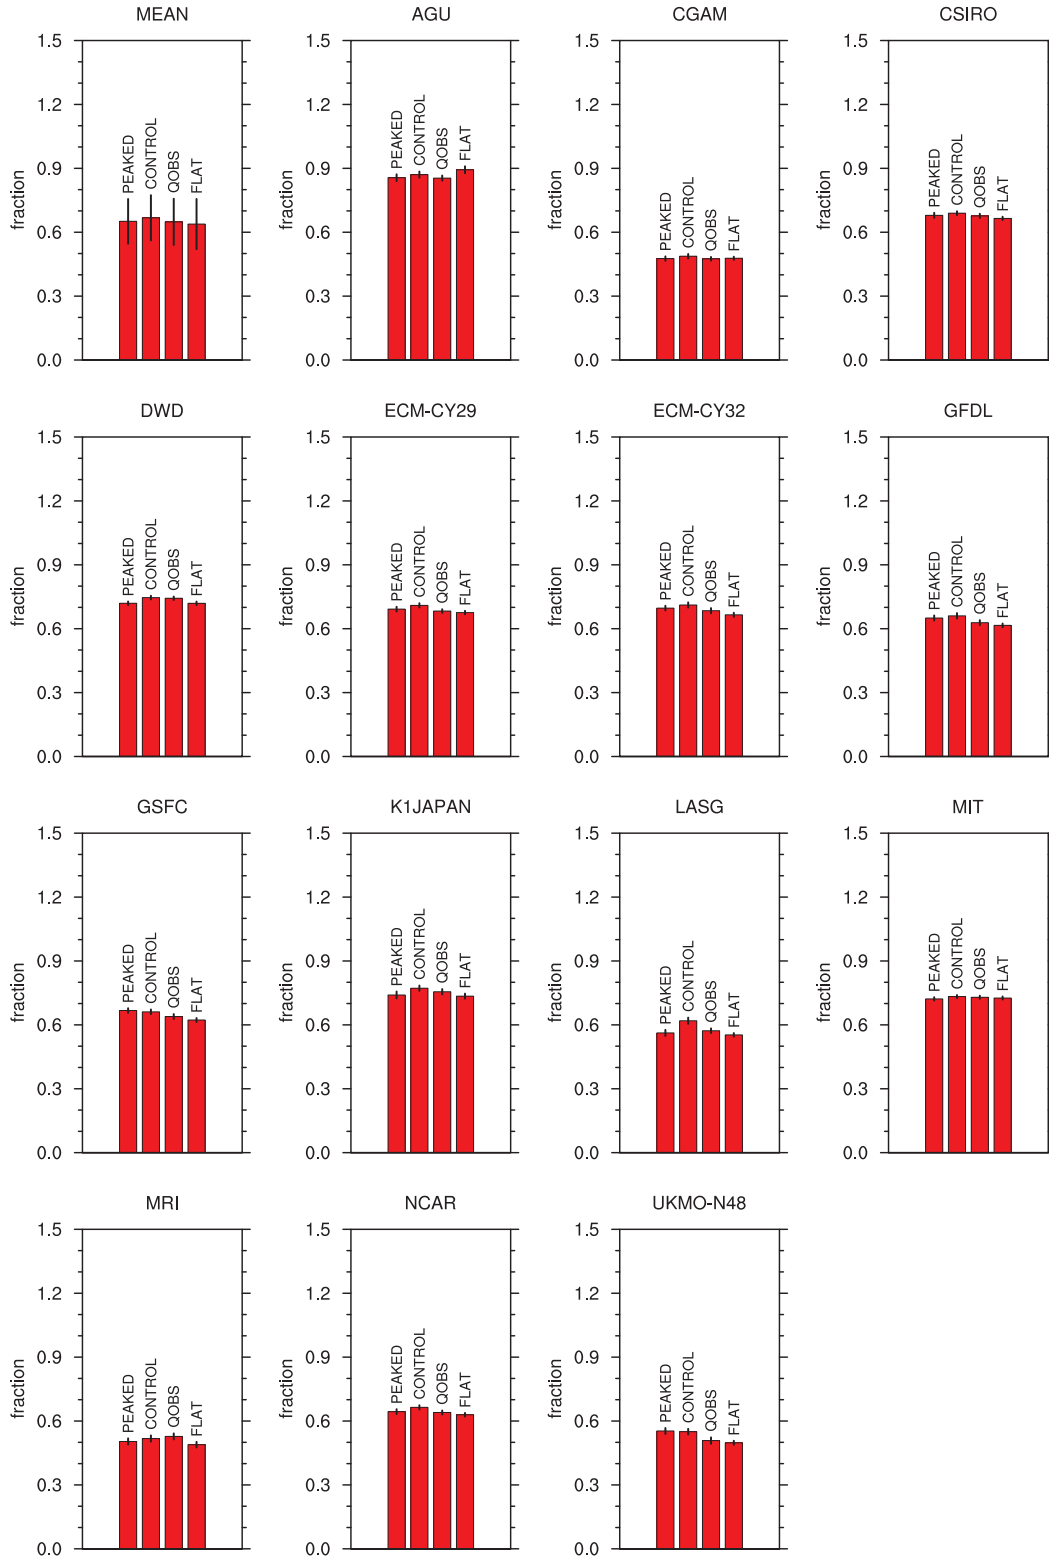 MEAN
AGU
CGAM
CSIRO
1.5
1.2
0.9
0.6
0.3
0.0
fraction
PEAKED
CONTROL
QOBS
FLAT
1.5
1.2
0.9
0.6
0.3
0.0
fraction
PEAKED
CONTROL
QOBS
FLAT
1.5
1.2
0.9
0.6
0.3
0.0
fraction
PEAKED
CONTROL
QOBS
FLAT
1.5
1.2
0.9
0.6
0.3
0.0
fraction
PEAKED
CONTROL
QOBS
FLAT
DWD
ECM-CY29
ECM-CY32
GFDL
1.5
1.2
0.9
0.6
0.3
0.0
fraction
PEAKED
CONTROL
QOBS
FLAT
1.5
1.2
0.9
0.6
0.3
0.0
fraction
PEAKED
CONTROL
QOBS
FLAT
1.5
1.2
0.9
0.6
0.3
0.0
fraction
PEAKED
CONTROL
QOBS
FLAT
1.5
1.2
0.9
0.6
0.3
0.0
fraction
PEAKED
CONTROL
QOBS
FLAT
GSFC
K1JAPAN
LASG
MIT
1.5
1.2
0.9
0.6
0.3
0.0
fraction
PEAKED
CONTROL
QOBS
FLAT
1.5
1.2
0.9
0.6
0.3
0.0
fraction
PEAKED
CONTROL
QOBS
FLAT
1.5
1.2
0.9
0.6
0.3
0.0
fraction
PEAKED
CONTROL
QOBS
FLAT
1.5
1.2
0.9
0.6
0.3
0.0
fraction
PEAKED
CONTROL
QOBS
FLAT
MRI
NCAR
UKMO-N48
1.5
1.2
0.9
0.6
0.3
0.0
fraction
PEAKED
CONTROL
QOBS
FLAT
1.5
1.2
0.9
0.6
0.3
0.0
fraction
PEAKED
CONTROL
QOBS
FLAT
1.5
1.2
0.9
0.6
0.3
0.0
fraction
PEAKED
CONTROL
QOBS
FLAT